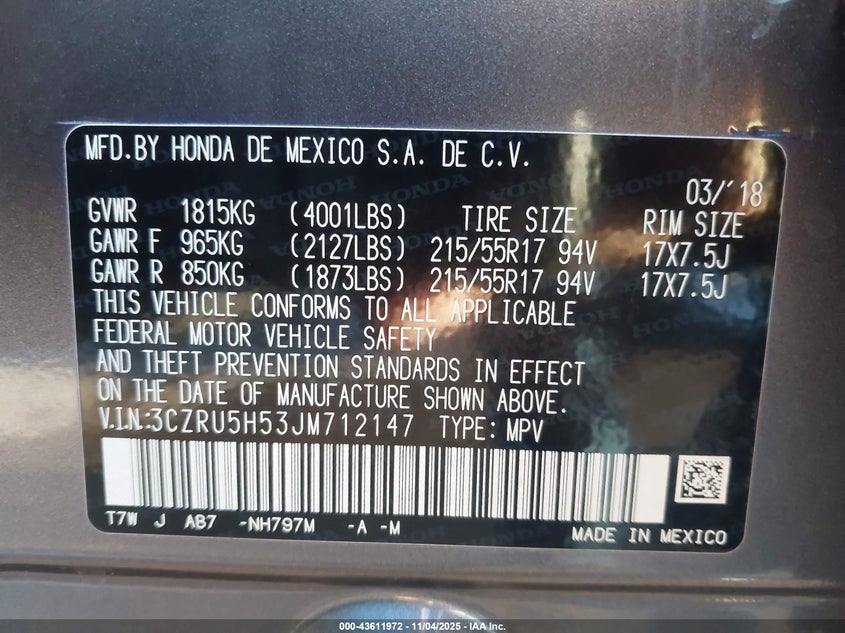 MFD.BY HONDA DE MEXICO S.A. DE C.V.
03/'18
GVWR 1815KG (4001LBS) TIRE SIZE RIM SIZE
GAWR F 965KG (2127LBS) 215/55R17 94V 17X7.5J
GAWR R 850KG (1873LBS) 215/55R17 94V 17X7.5J
THIS VEHICLE CONFORMS TO ALL APPLICABLE
FEDERAL MOTOR VEHICLE SAFETY
AND THEFT PREVENTION STANDARDS IN EFFECT
ON THE DATE OF MANUFACTURE SHOWN ABOVE.
V.I.N.:3CZRU5H53JM712147 TYPE: MPV
T7W J AB7 -NH797M -A -M
MADE IN MEXICO
000-43611972 - 11/04/2025 - IAA Inc.